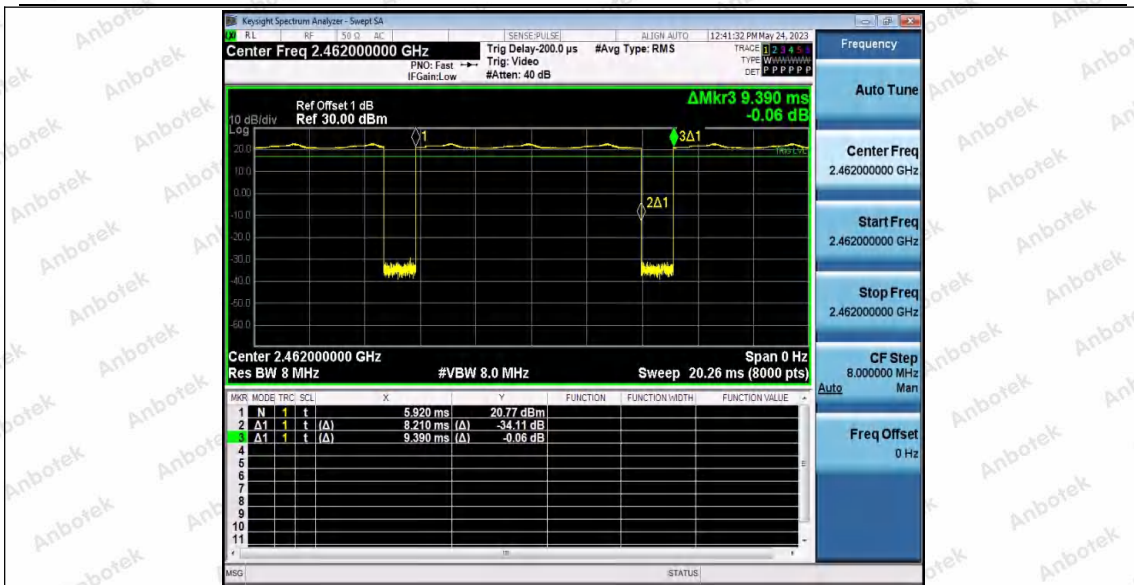 Keysight Spectrum Analyzer - Swept SA
RL RF 50 Ω AC SENSE:PULSE ALIGN AUTO 12:41:32 PM May 24, 2023
Center Freq 2.462000000 GHz Trig Delay-200.0 µs #Avg Type: RMS TRACE 1 2 3 4 5 6
PNO: Fast Trig: Video TYPE WWWWWW
IFGain:Low #Atten: 40 dB DET P P P P P P
Frequency
Auto Tune
Center Freq
2.462000000 GHz
Start Freq
2.462000000 GHz
Stop Freq
2.462000000 GHz
CF Step
8.000000 MHz
Auto Man
Freq Offset
0 Hz
ΔMkr3 9.390 ms
-0.06 dB
Ref Offset 1 dB
10 dB/div Ref 30.00 dBm
Log
1
3Δ1
2Δ1
TRIG LVL
20.0
10.0
0.00
-10.0
-20.0
-30.0
-40.0
-50.0
-60.0
Center 2.462000000 GHz Span 0 Hz
Res BW 8 MHz #VBW 8.0 MHz Sweep 20.26 ms (8000 pts)
MKR MODE TRC SCL X Y FUNCTION FUNCTION WIDTH FUNCTION VALUE
1 N 1 t 5.920 ms 20.77 dBm
2 Δ1 1 t (Δ) 8.210 ms (Δ) -34.11 dB
3 Δ1 1 t (Δ) 9.390 ms (Δ) -0.06 dB
4
5
6
7
8
9
10
11
MSG STATUS
Anbotek